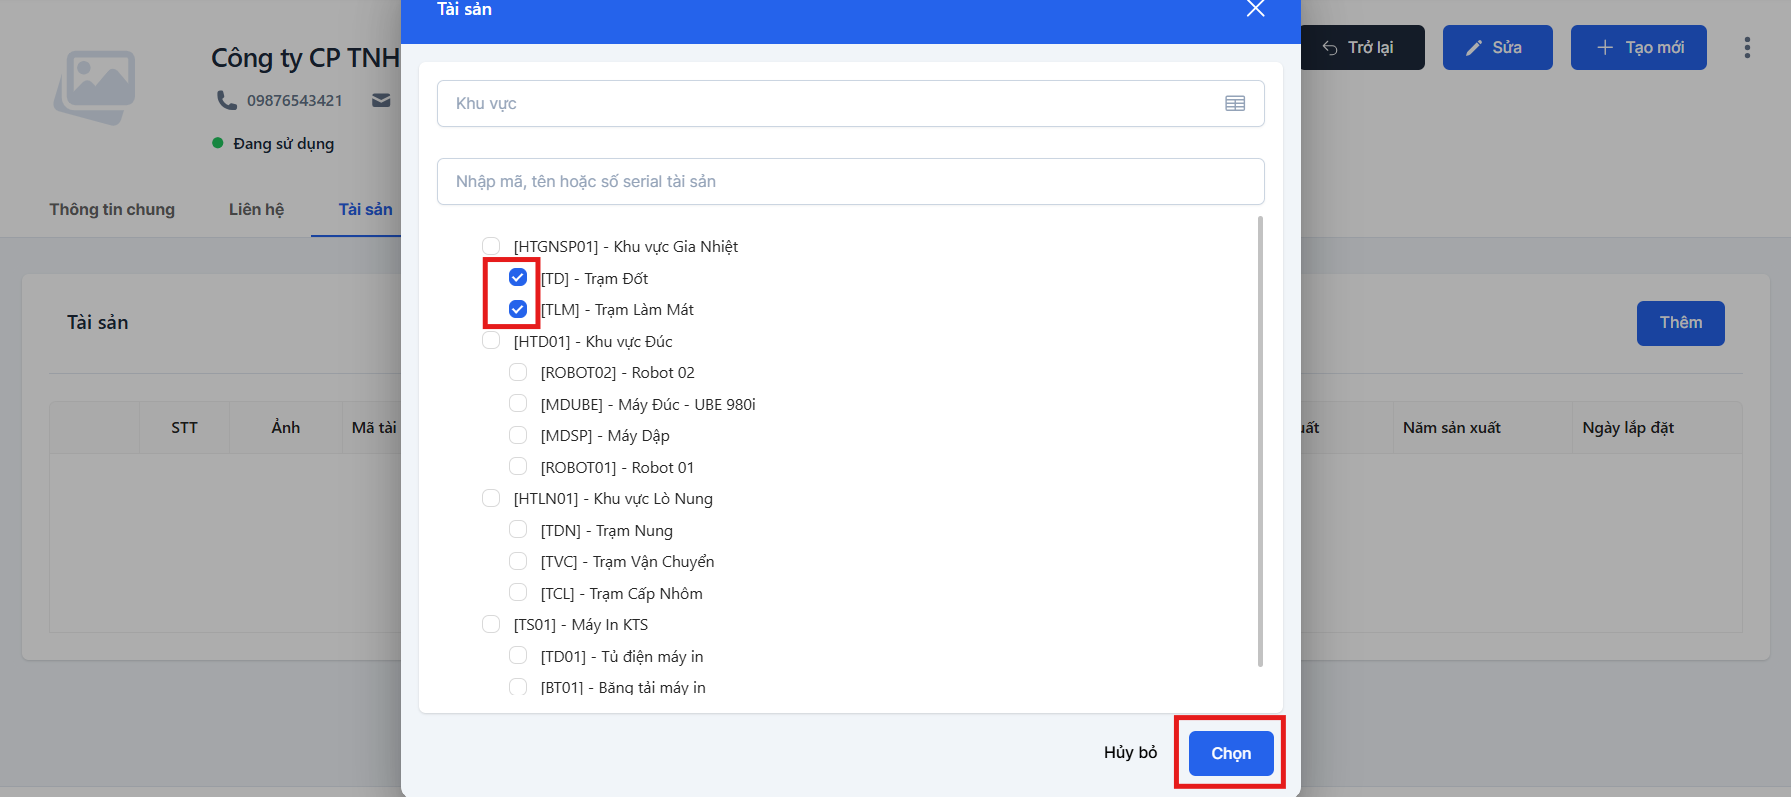 Tài sản
Công ty CP TNH
09876543421
Đang sử dụng
Trở lại
Sửa
Tạo mới
Thông tin chung
Liên hệ
Tài sản
Khu vực
Nhập mã, tên hoặc số serial tài sản
[HTGNSP01] - Khu vực Gia Nhiệt
[TD] - Trạm Đốt
[TLM] - Trạm Làm Mát
[HTD01] - Khu vực Đúc
[ROBOT02] - Robot 02
[MDUBE] - Máy Đúc - UBE 980i
[MDSP] - Máy Dập
[ROBOT01] - Robot 01
[HTLN01] - Khu vực Lò Nung
[TDN] - Trạm Nung
[TVC] - Trạm Vận Chuyển
[TCL] - Trạm Cấp Nhôm
[TS01] - Máy In KTS
[TD01] - Tủ điện máy in
[BT01] - Băng tải máy in
Hủy bỏ
Chọn
Tài sản
Thêm
STT
Ảnh
Mã tài
uất
Năm sản xuất
Ngày lắp đặt